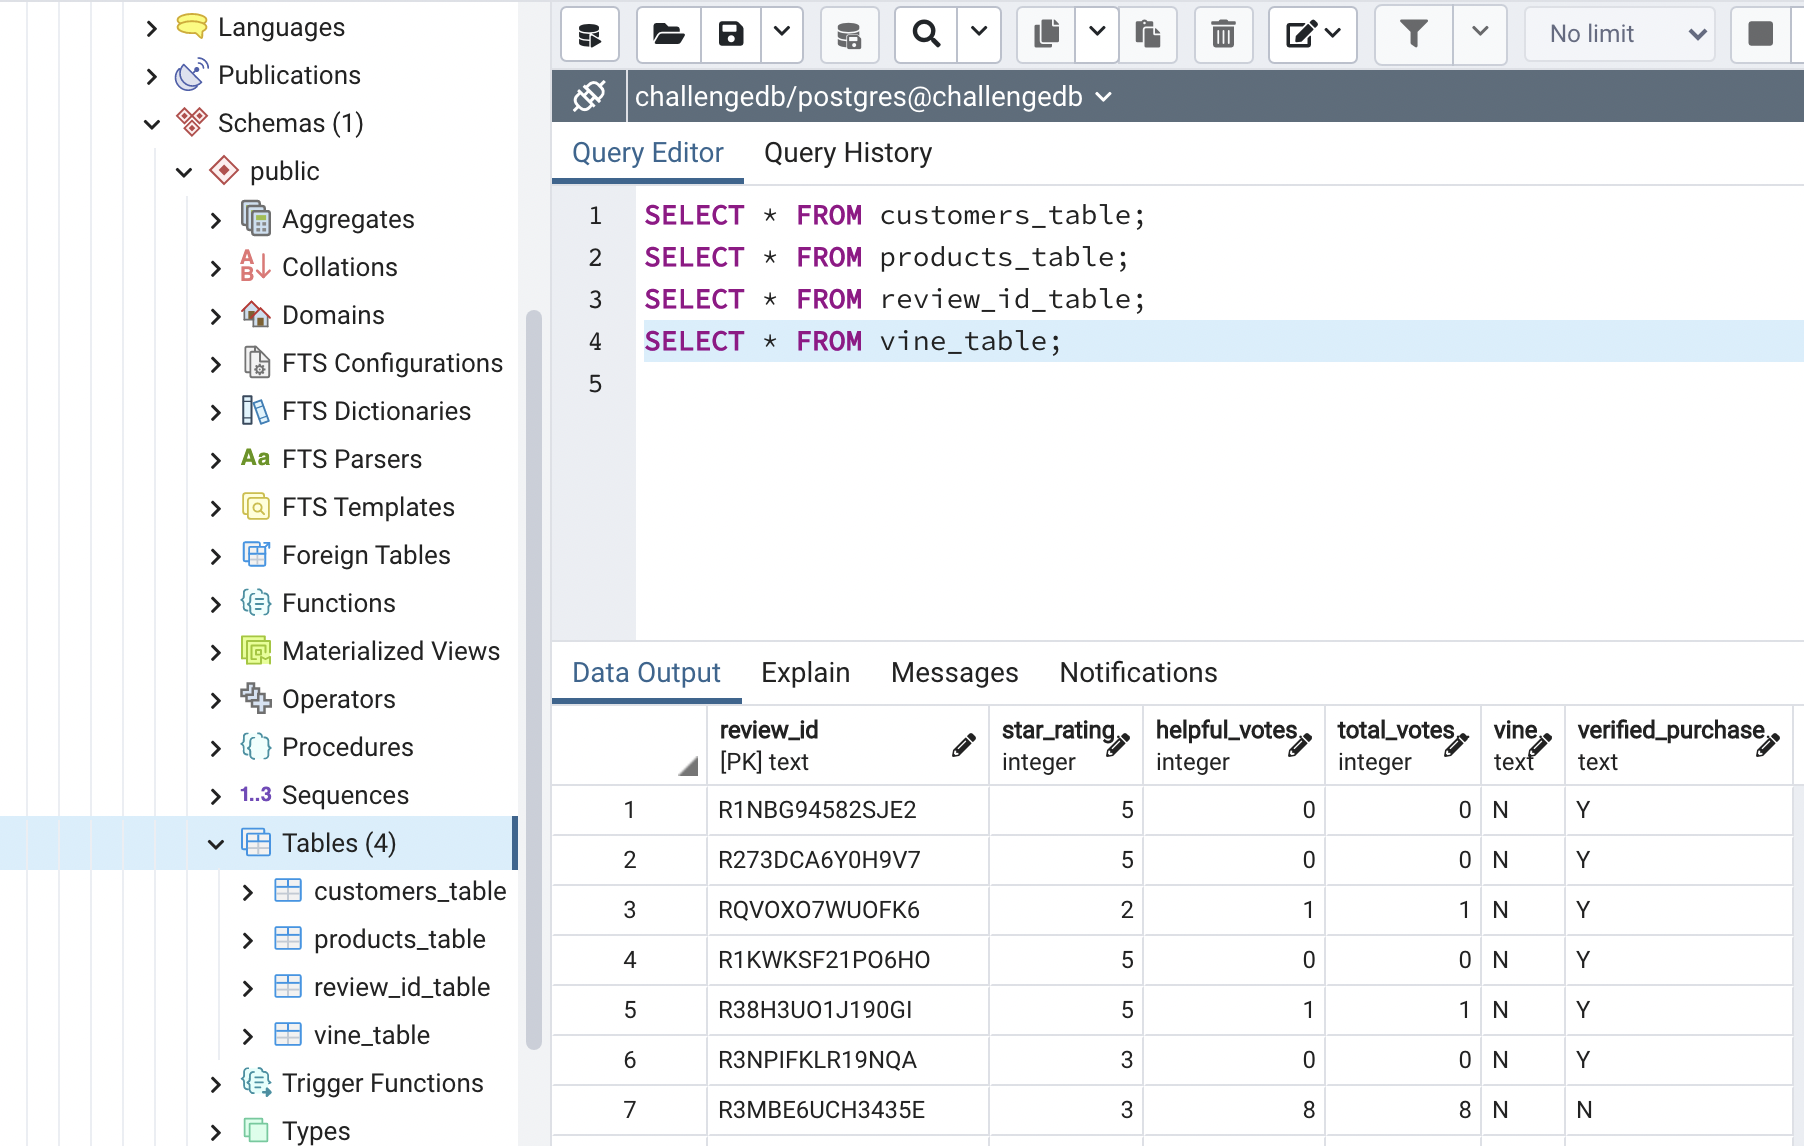 Languages
Publications
Schemas (1)
public
Aggregates
Collations
Domains
FTS Configurations
FTS Dictionaries
Aa FTS Parsers
FTS Templates
Foreign Tables
Functions
Materialized Views
Operators
Procedures
1..3 Sequences
Tables (4)
customers_table
products_table
review_id_table
vine_table
Trigger Functions
Types
No limit
challengedb/postgres@challengedb
Query Editor Query History
1 SELECT * FROM customers_table;
2 SELECT * FROM products_table;
3 SELECT * FROM review_id_table;
4 SELECT * FROM vine_table;
5
Data Output Explain Messages Notifications
review_id star_rating helpful_votes total_votes vine verified_purchase
[PK] text integer integer integer text text
1 R1NBG94582SJE2 5 0 0 N Y
2 R273DCA6Y0H9V7 5 0 0 N Y
3 RQVOXO7WUOFK6 2 1 1 N Y
4 R1KWKSF21PO6HO 5 0 0 N Y
5 R38H3UO1J190GI 5 1 1 N Y
6 R3NPIFKLR19NQA 3 0 0 N Y
7 R3MBE6UCH3435E 3 8 8 N N